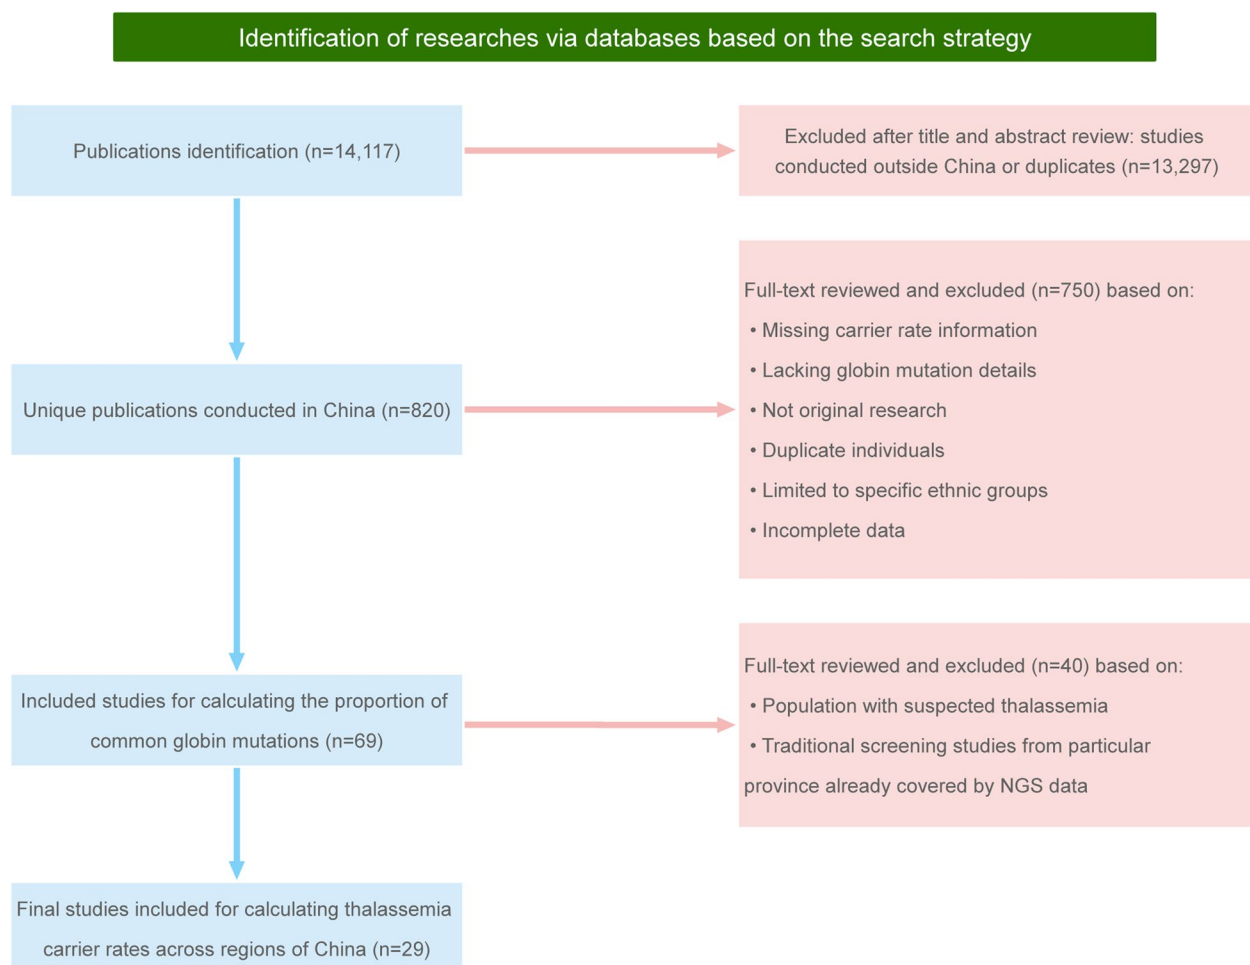 Identification of researches via databases based on the search strategy
Publications identification (n=14,117)
Excluded after title and abstract review: studies
conducted outside China or duplicates (n=13,297)
Unique publications conducted in China (n=820)
Full-text reviewed and excluded (n=750) based on:
• Missing carrier rate information
• Lacking globin mutation details
• Not original research
• Duplicate individuals
• Limited to specific ethnic groups
• Incomplete data
Included studies for calculating the proportion of
common globin mutations (n=69)
Full-text reviewed and excluded (n=40) based on:
• Population with suspected thalassemia
• Traditional screening studies from particular
province already covered by NGS data
Final studies included for calculating thalassemia
carrier rates across regions of China (n=29)